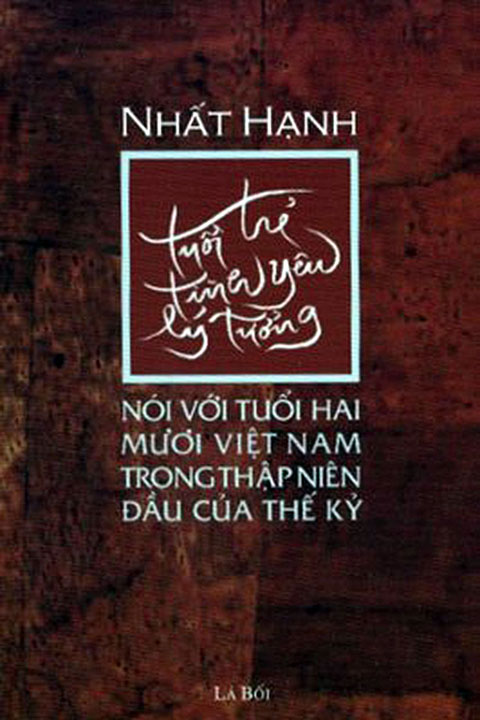 NHẤT HẠNH
tuổi trẻ
tình yêu
lý tưởng
NÓI VỚI TUỔI HAI
MƯƠI VIỆT NAM
TRONG THẬP NIÊN
ĐẦU CỦA THẾ KỶ
LÁ BỐI